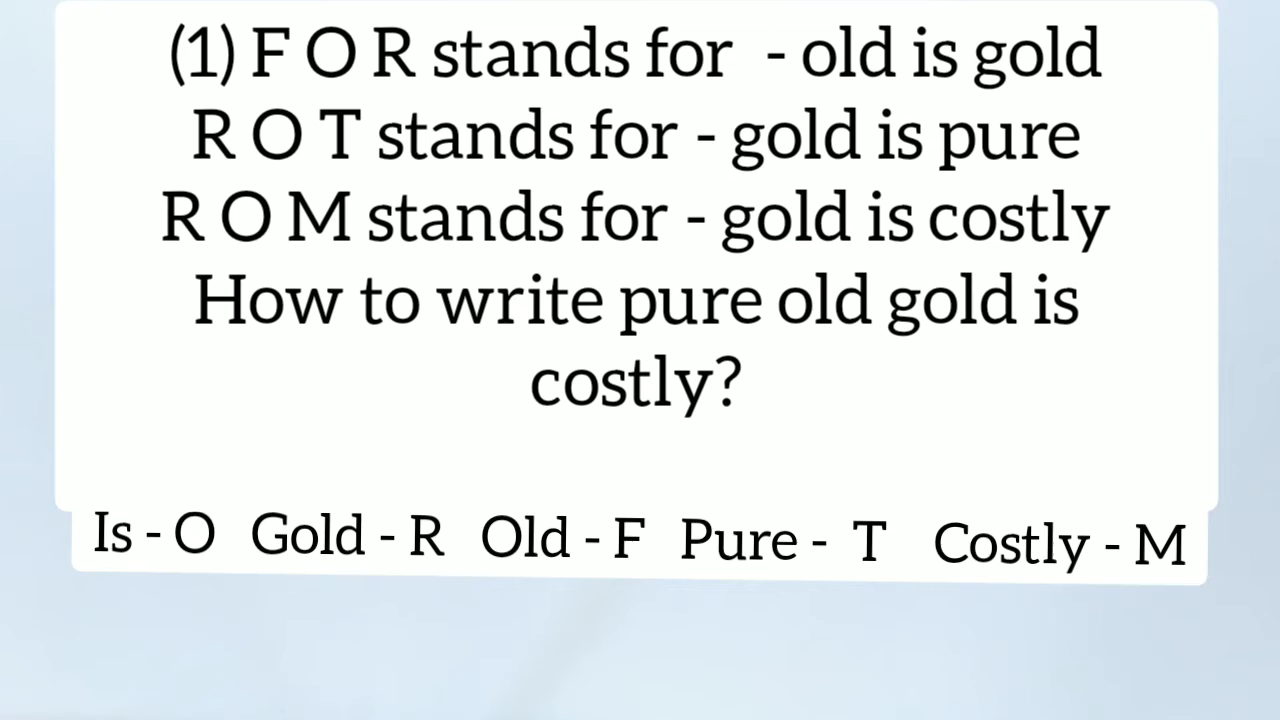 (1) F O R stands for - old is gold
R O T stands for - gold is pure
R O M stands for - gold is costly
How to write pure old gold is
costly?
Is - O Gold - R Old - F Pure - T Costly - M